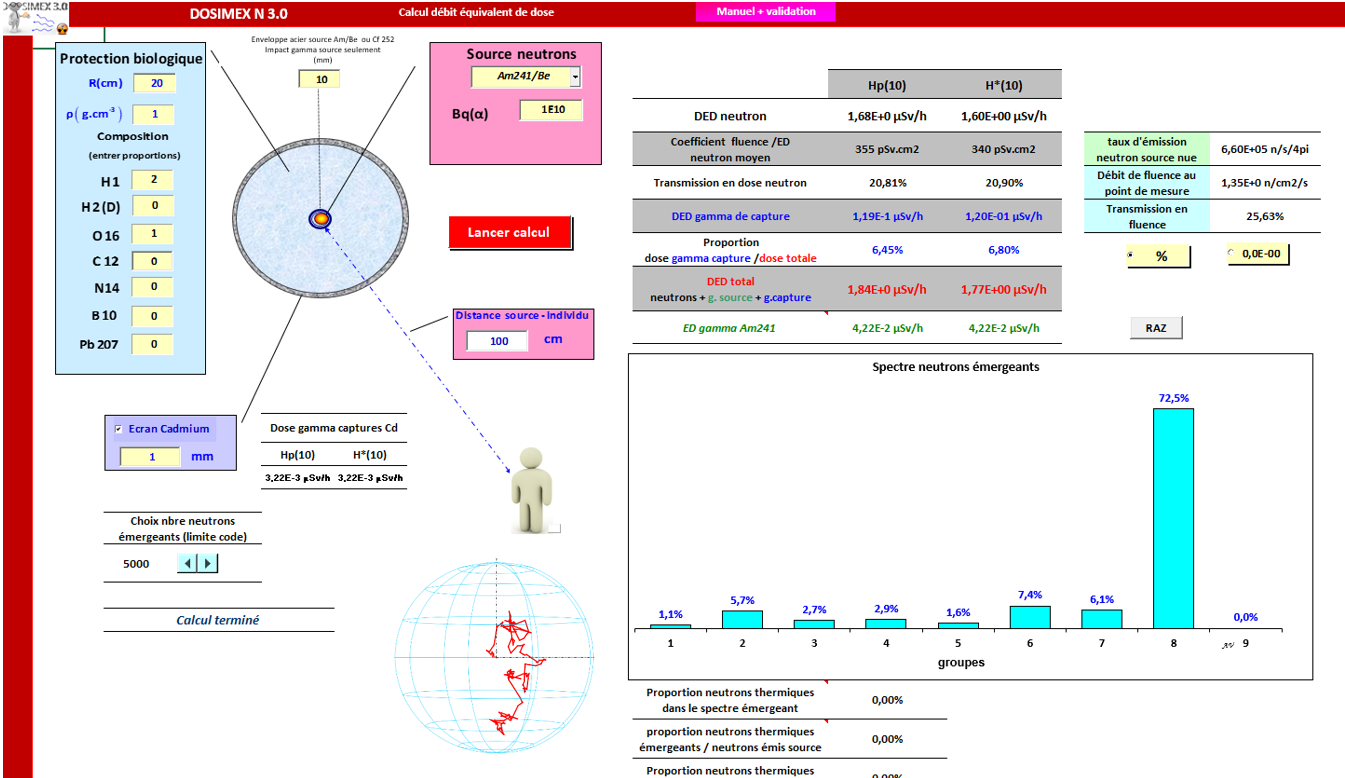 DOSIMEX 3.0
DOSIMEX N 3.0
Calcul débit équivalent de dose
Manuel + validation
Protection biologique
R(cm) 20
ρ( g.cm-3 ) 1
Composition
(entrer proportions)
H 1 2
H 2 (D) 0
O 16 1
C 12 0
N14 0
B 10 0
Pb 207 0
Enveloppe acier source Am/Be ou Cf 252
Impact gamma source seulement
(mm)
10
Source neutrons
Am241/Be
Bq(α) 1E10
Lancer calcul
Distance source - individu
100 cm
Ecran Cadmium
1 mm
Dose gamma captures Cd
Hp(10) H*(10)
3,22E-3 µSv/h 3,22E-3 µSv/h
Choix nbre neutrons
émergeants (limite code)
5000
Calcul terminé
Hp(10) H*(10)
DED neutron 1,68E+0 µSv/h 1,60E+00 µSv/h
Coefficient fluence /ED
neutron moyen 355 pSv.cm2 340 pSv.cm2
Transmission en dose neutron 20,81% 20,90%
DED gamma de capture 1,19E-1 µSv/h 1,20E-01 µSv/h
Proportion
dose gamma capture /dose totale 6,45% 6,80%
DED total
neutrons + g. source + g.capture 1,84E+0 µSv/h 1,77E+00 µSv/h
ED gamma Am241 4,22E-2 µSv/h 4,22E-2 µSv/h
taux d'émission
neutron source nue 6,60E+05 n/s/4pi
Débit de fluence au
point de mesure 1,35E+0 n/cm2/s
Transmission en
fluence 25,63%
% 0,0E-00
RAZ
Spectre neutrons émergeants
1,1% 5,7% 2,7% 2,9% 1,6% 7,4% 6,1% 72,5% 0,0%
1 2 3 4 5 6 7 8 9
groupes
Proportion neutrons thermiques
dans le spectre émergeant 0,00%
proportion neutrons thermiques
émergeants / neutrons émis source 0,00%
Proportion neutrons thermiques
0,00%